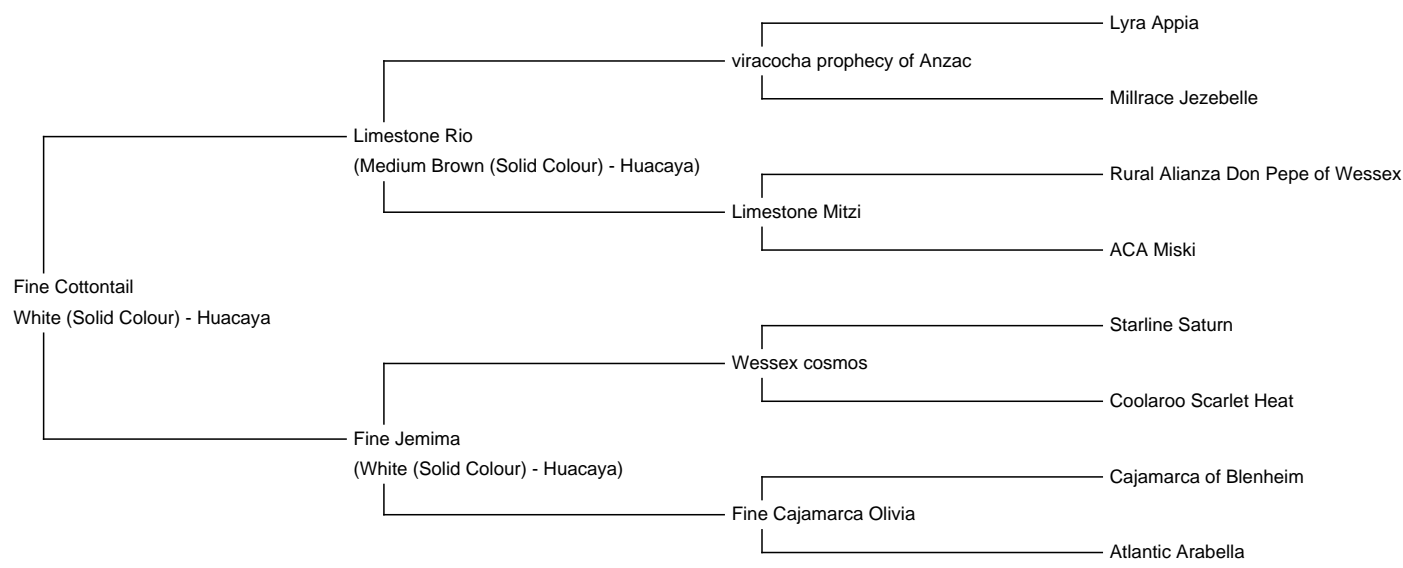 Lyra Appia
viracocha prophecy of Anzac
Millrace Jezebelle
Limestone Rio
(Medium Brown (Solid Colour) - Huacaya)
Rural Alianza Don Pepe of Wessex
Limestone Mitzi
ACA Miski
Fine Cottontail
White (Solid Colour) - Huacaya
Starline Saturn
Wessex cosmos
Coolaroo Scarlet Heat
Fine Jemima
(White (Solid Colour) - Huacaya)
Cajamarca of Blenheim
Fine Cajamarca Olivia
Atlantic Arabella